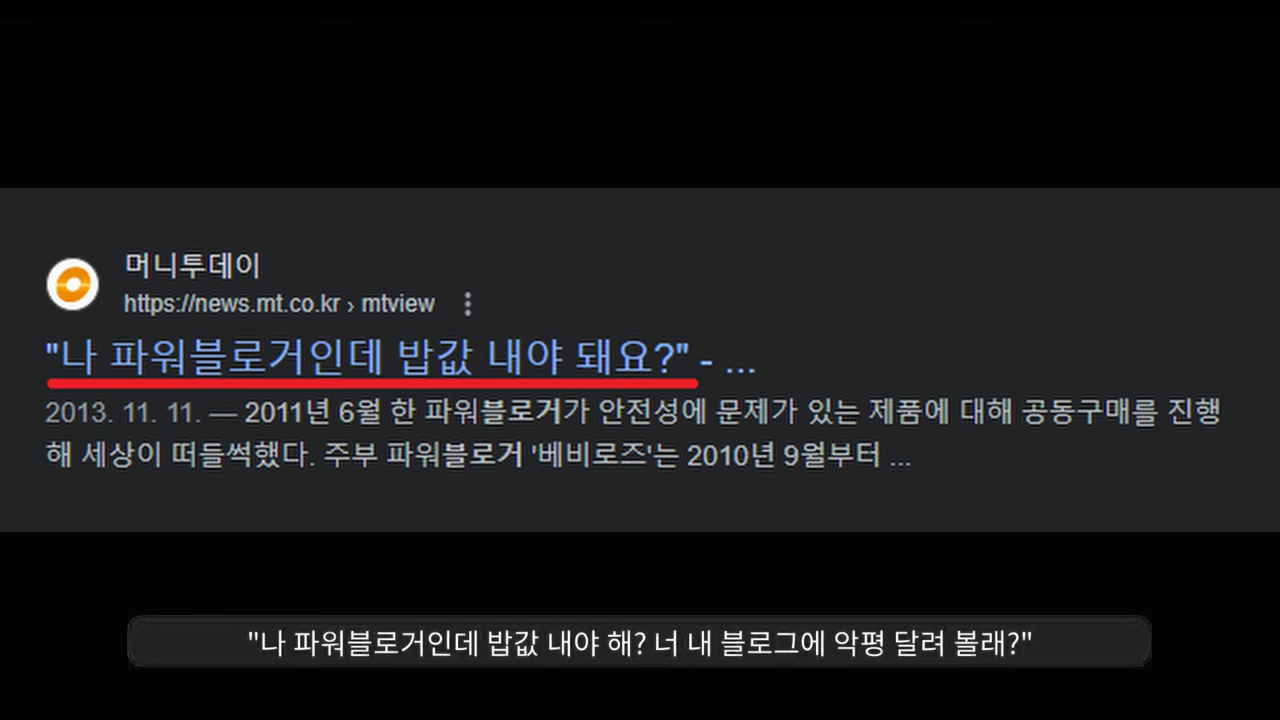 머니투데이
https://news.mt.co.kr › mtview
"나 파워블로거인데 밥값 내야 돼요?" - ...
2013. 11. 11. — 2011년 6월 한 파워블로거가 안전성에 문제가 있는 제품에 대해 공동구매를 진행
해 세상이 떠들썩했다. 주부 파워블로거 '베비로즈'는 2010년 9월부터 ...
"나 파워블로거인데 밥값 내야 해? 너 내 블로그에 악평 달려 볼래?"